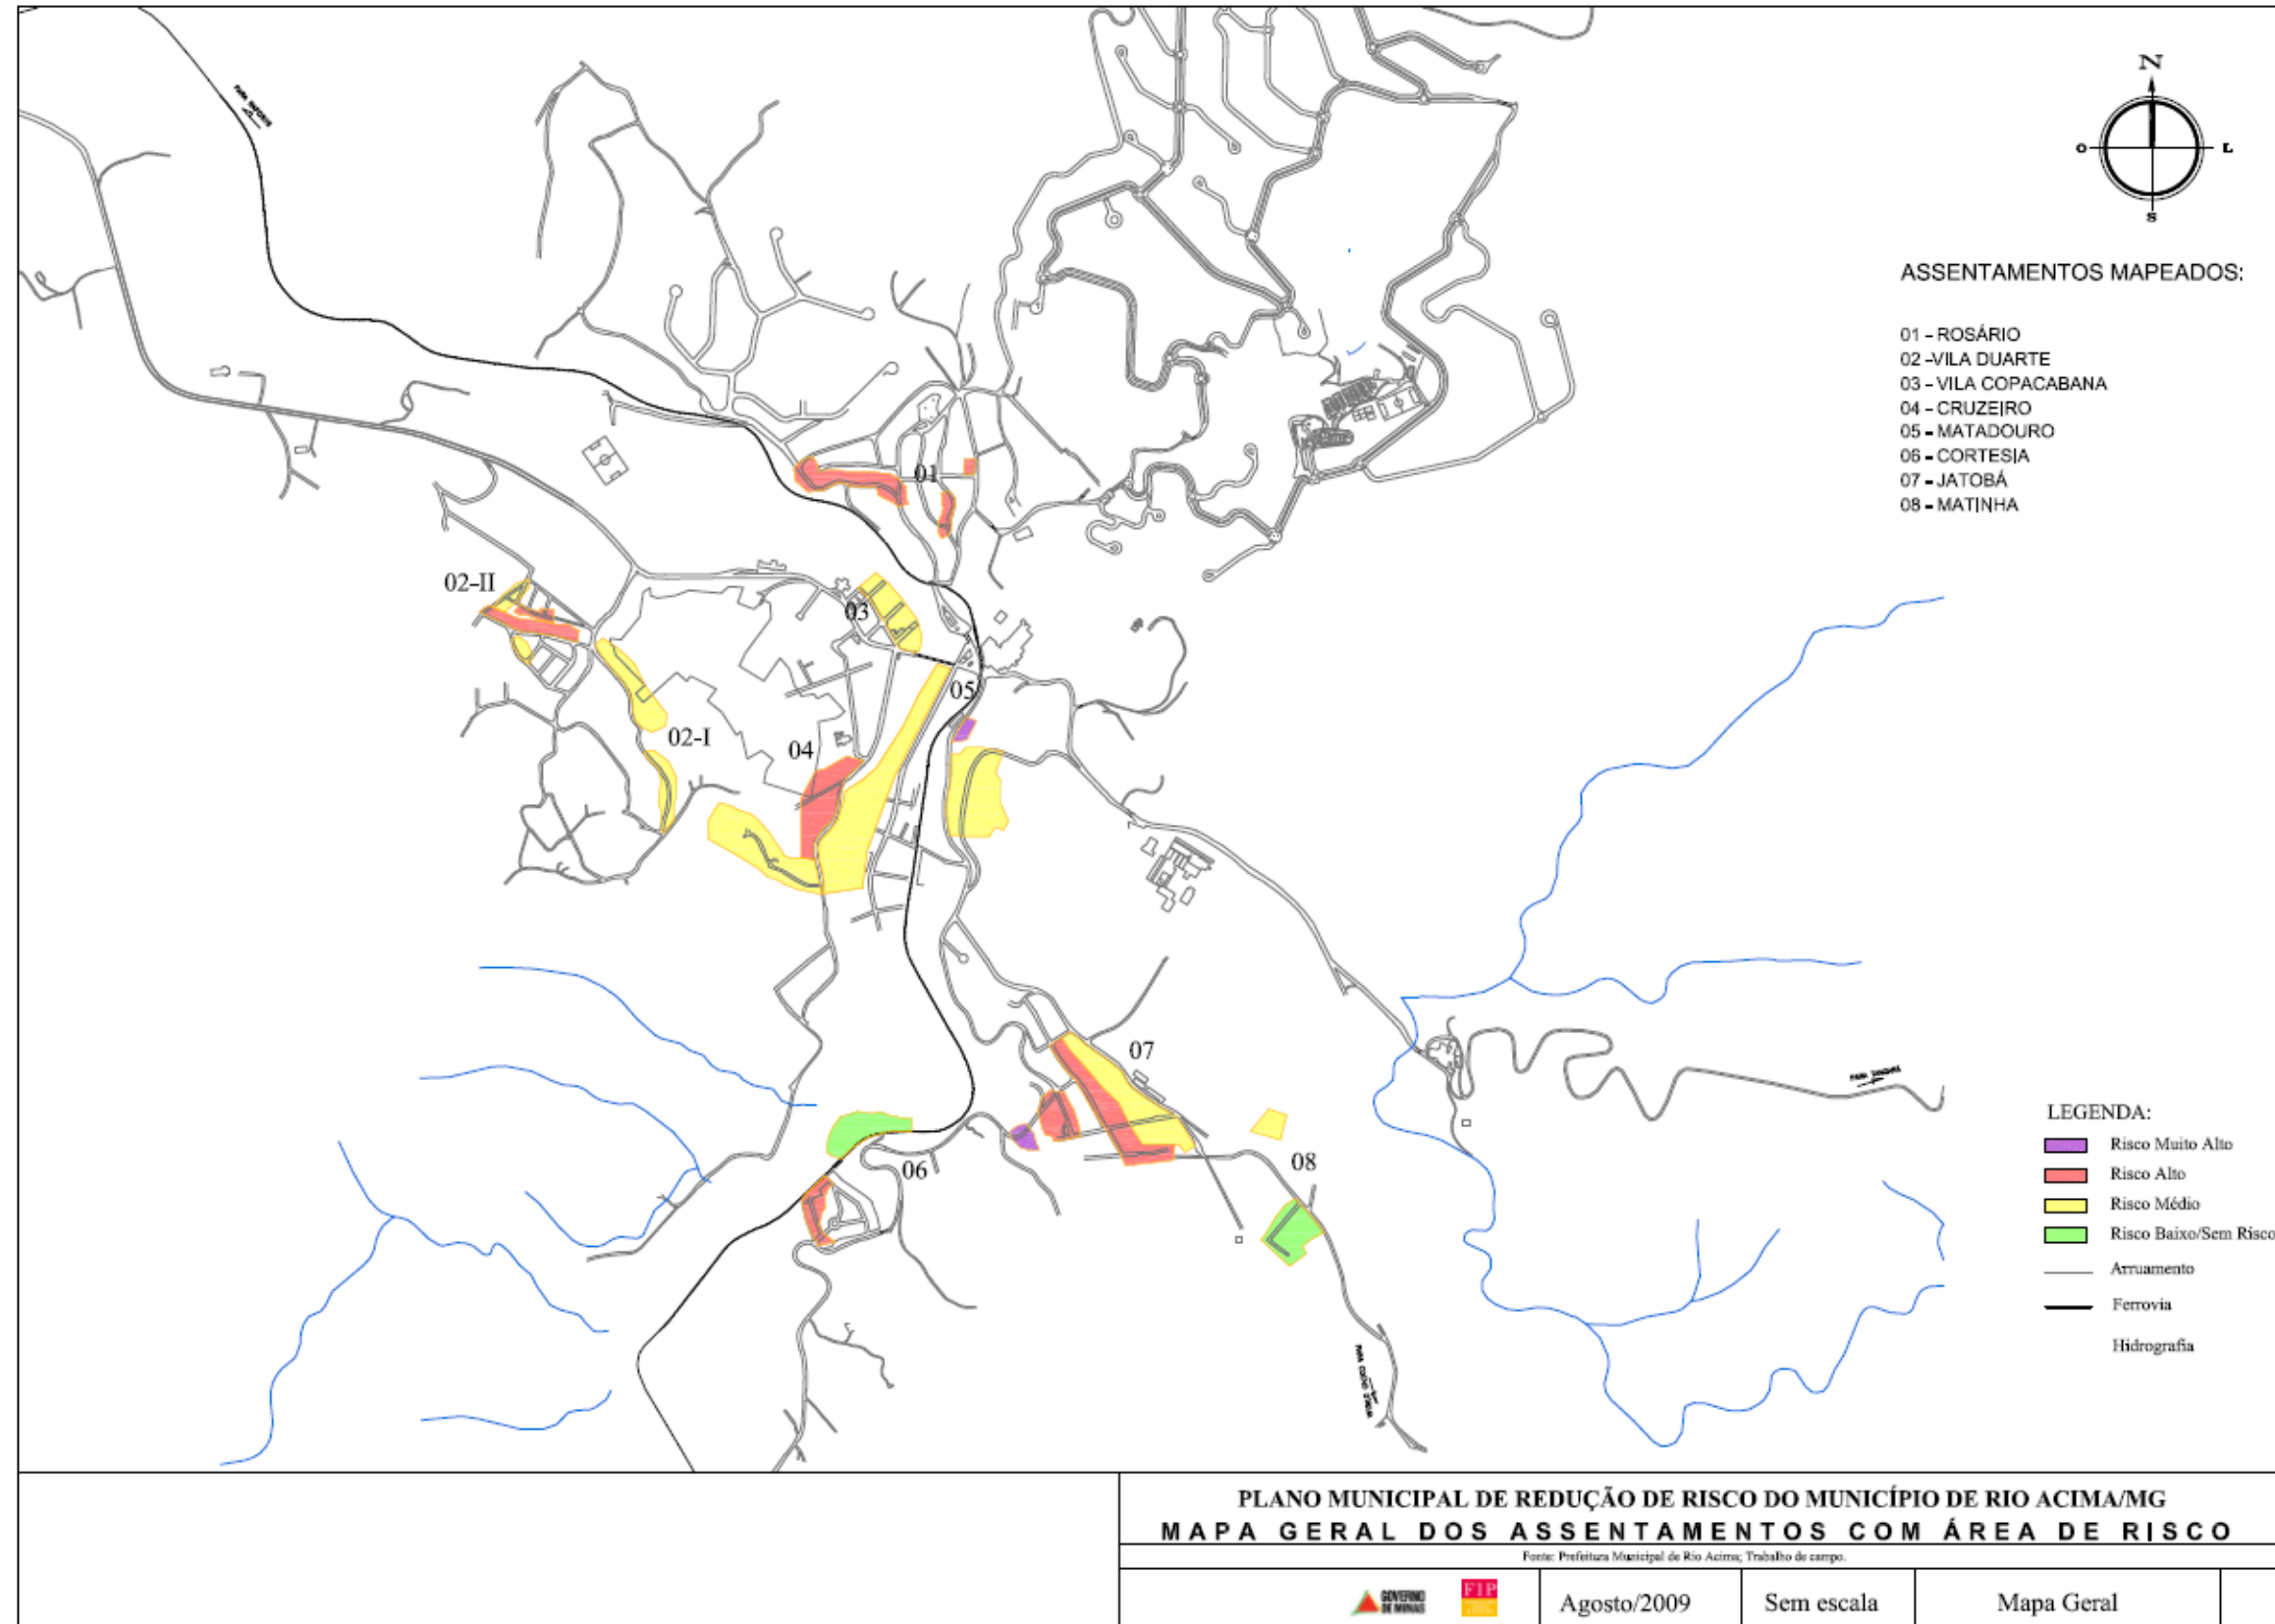 N
O
L
S
ASSENTAMENTOS MAPEADOS:
01 - ROSÁRIO
02 -VILA DUARTE
03 - VILA COPACABANA
04 - CRUZEIRO
05 - MATADOURO
06 - CORTESIA
07 - JATOBÁ
08 - MATINHA
01
02-II
03
05
02-I
04
07
08
06
LEGENDA:
Risco Muito Alto
Risco Alto
Risco Médio
Risco Baixo/Sem Risco
Arruamento
Ferrovia
Hidrografia
PLANO MUNICIPAL DE REDUÇÃO DE RISCO DO MUNICÍPIO DE RIO ACIMA/MG
MAPA GERAL DOS ASSENTAMENTOS COM ÁREA DE RISCO
Fonte: Prefeitura Municipal de Rio Acima; Trabalho de campo.
GOVERNO
DE MINAS
FIP
Agosto/2009
Sem escala
Mapa Geral